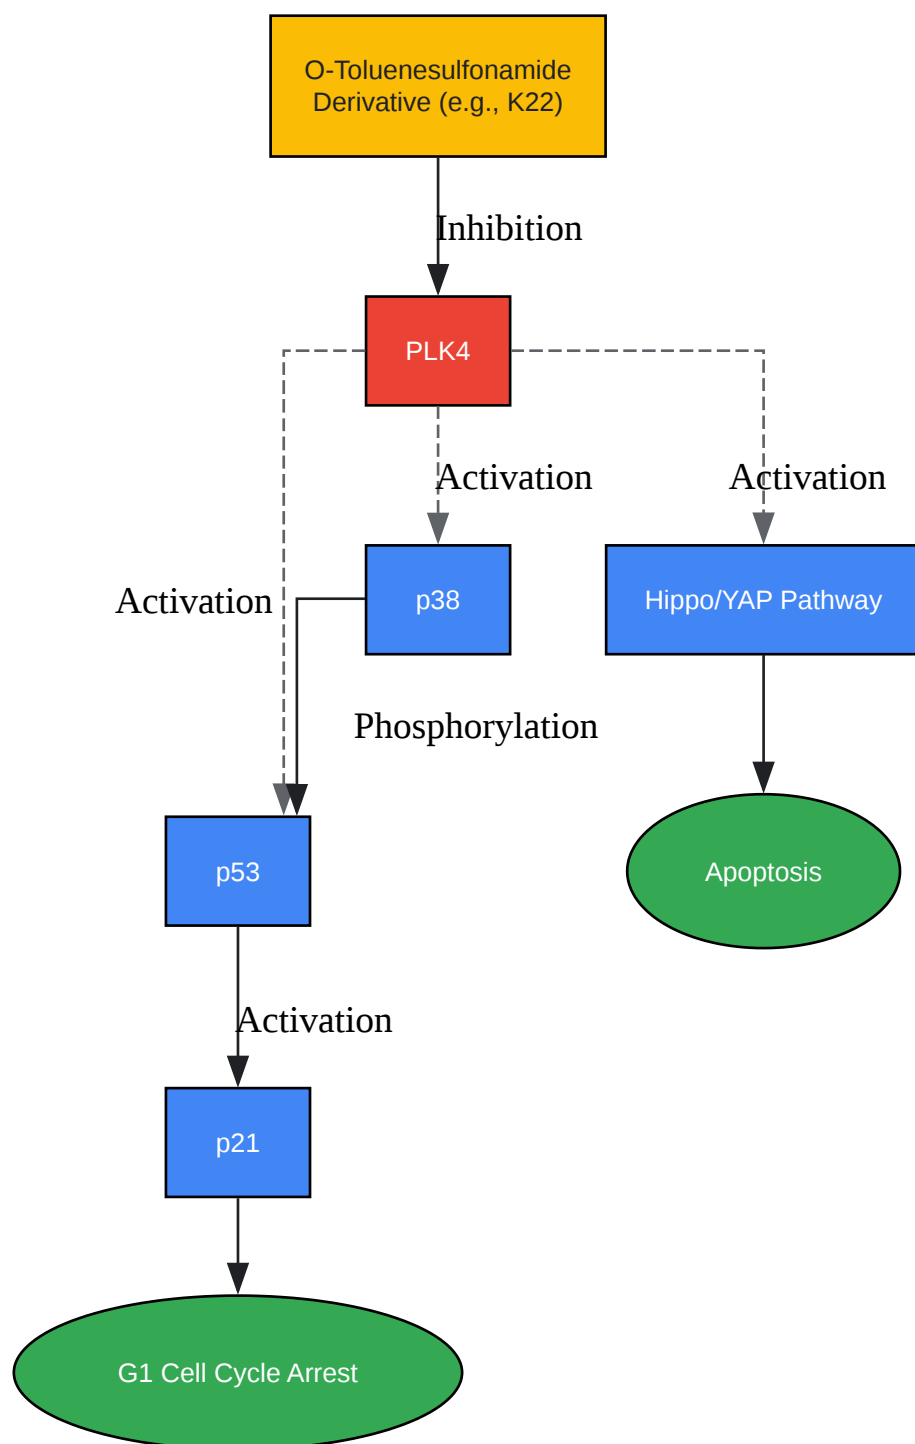 O-Toluenesulfonamide
Derivative (e.g., K22)
Inhibition
PLK4
Activation
Activation
Activation
p38
Hippo/YAP Pathway
Phosphorylation
p53
Apoptosis
Activation
p21
G1 Cell Cycle Arrest